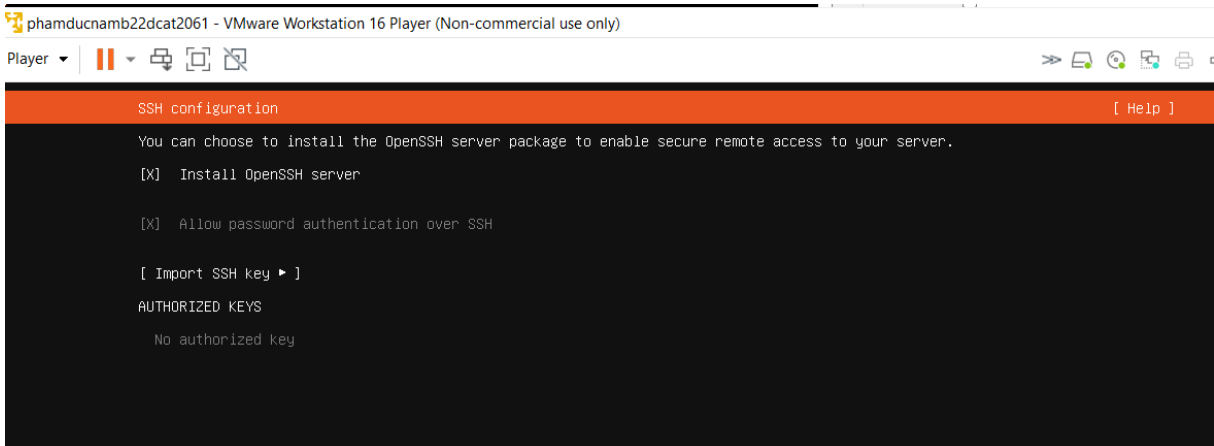 phamducnamb22dcat2061 - VMware Workstation 16 Player (Non-commercial use only)
Player
SSH configuration [ Help ]
You can choose to install the OpenSSH server package to enable secure remote access to your server.
[X] Install OpenSSH server
[X] Allow password authentication over SSH
[ Import SSH key ▸ ]
AUTHORIZED KEYS
No authorized key